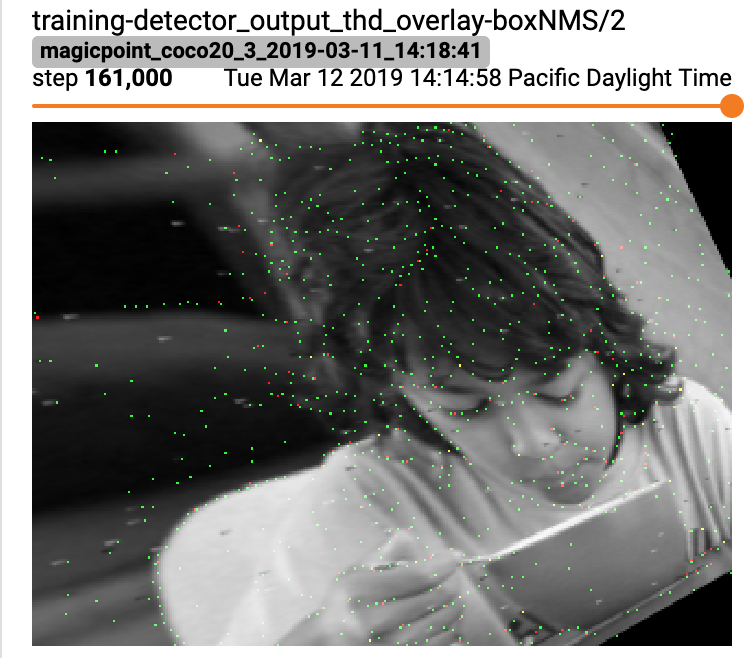 training-detector_output_thd_overlay-boxNMS/2
magicpoint_coco20_3_2019-03-11_14:18:41
step 161,000 Tue Mar 12 2019 14:14:58 Pacific Daylight Time